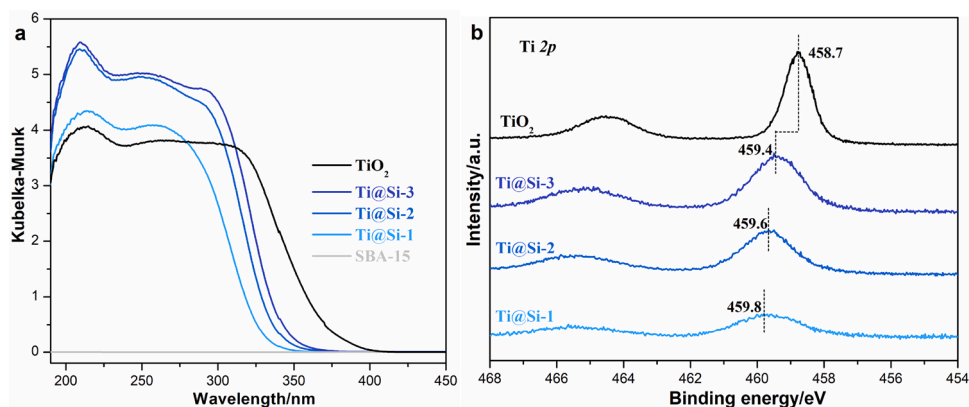 a
Kubelka-Munk
6
5
4
3
2
1
0
TiO2
Ti@Si-3
Ti@Si-2
Ti@Si-1
SBA-15
200 250 300 350 400 450
Wavelength/nm
b
Ti 2p
Intensity/a.u.
458.7
TiO2
459.4
Ti@Si-3
459.6
Ti@Si-2
459.8
Ti@Si-1
468 466 464 462 460 458 456 454
Binding energy/eV